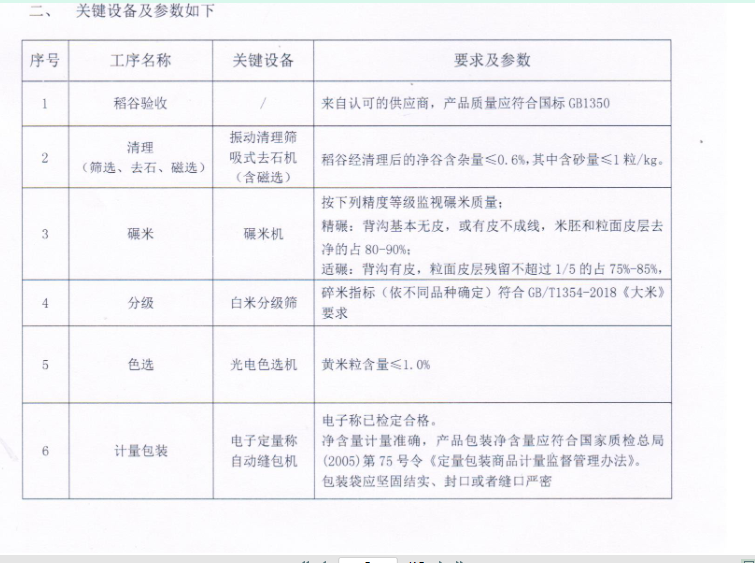 二、 关键设备及参数如下
序号 工序名称 关键设备 要求及参数
1 稻谷验收 / 来自认可的供应商，产品质量应符合国标 GB1350
2 清理
（筛选、去石、磁选） 振动清理筛
吸式去石机
（含磁选） 稻谷经清理后的净谷含杂量≤0.6%,其中含砂量≤1 粒/kg。
3 碾米 碾米机 按下列精度等级监视碾米质量；
精碾：背沟基本无皮，或有皮不成线，米胚和粒面皮层去
净的占 80-90%；
适碾：背沟有皮，粒面皮层残留不超过 1/5 的占 75%-85%，
4 分级 白米分级筛 碎米指标（依不同品种确定）符合 GB/T1354-2018《大米》
要求
5 色选 光电色选机 黄米粒含量≤1.0%
6 计量包装 电子定量称
自动缝包机 电子称已检定合格。
净含量计量准确，产品包装净含量应符合国家质检总局
(2005)第 75 号令《定量包装商品计量监督管理办法》。
包装袋应坚固结实、封口或者缝口严密